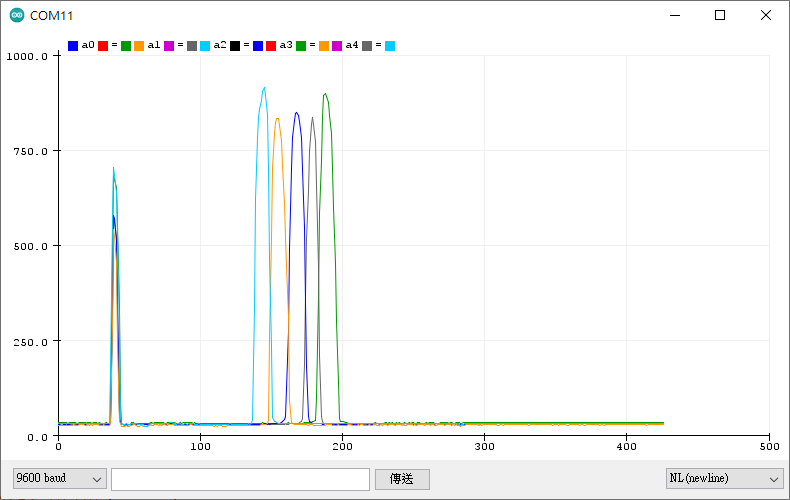 COM11
a0 = a1 = a2 = a3 = a4 =
1000.0
750.0
500.0
250.0
0.0
0 100 200 300 400 500
9600 baud 傳送 NL(newline)